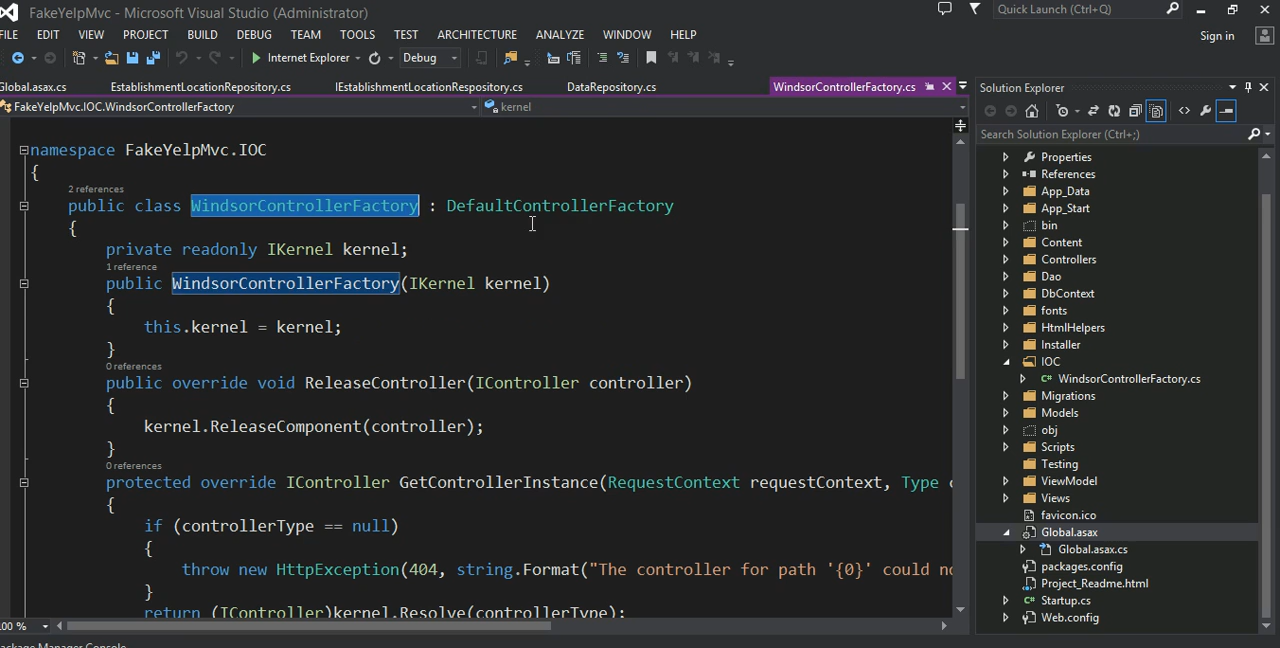 FakeYelpMvc - Microsoft Visual Studio (Administrator)
Quick Launch (Ctrl+Q)
FILE EDIT VIEW PROJECT BUILD DEBUG TEAM TOOLS TEST ARCHITECTURE ANALYZE WINDOW HELP
Sign in
Internet Explorer
Debug
Global.asax.cs EstablishmentLocationRepository.cs IEstablishmentLocationRespository.cs DataRepository.cs WindsorControllerFactory.cs
FakeYelpMvc.IOC.WindsorControllerFactory
kernel
namespace FakeYelpMvc.IOC
{
2 references
public class WindsorControllerFactory : DefaultControllerFactory
{
private readonly IKernel kernel;
1 reference
public WindsorControllerFactory(IKernel kernel)
{
this.kernel = kernel;
}
0 references
public override void ReleaseController(IController controller)
{
kernel.ReleaseComponent(controller);
}
0 references
protected override IController GetControllerInstance(RequestContext requestContext, Type
{
if (controllerType == null)
{
throw new HttpException(404, string.Format("The controller for path '{0}' could
}
return (IController)kernel.Resolve(controllerType);
00 %
Package Manager Console
Solution Explorer
Search Solution Explorer (Ctrl+;)
Properties
References
App_Data
App_Start
bin
Content
Controllers
Dao
DbContext
fonts
HtmlHelpers
Installer
IOC
C# WindsorControllerFactory.cs
Migrations
Models
obj
Scripts
Testing
ViewModel
Views
favicon.ico
Global.asax
Global.asax.cs
packages.config
Project_Readme.html
C# Startup.cs
Web.config